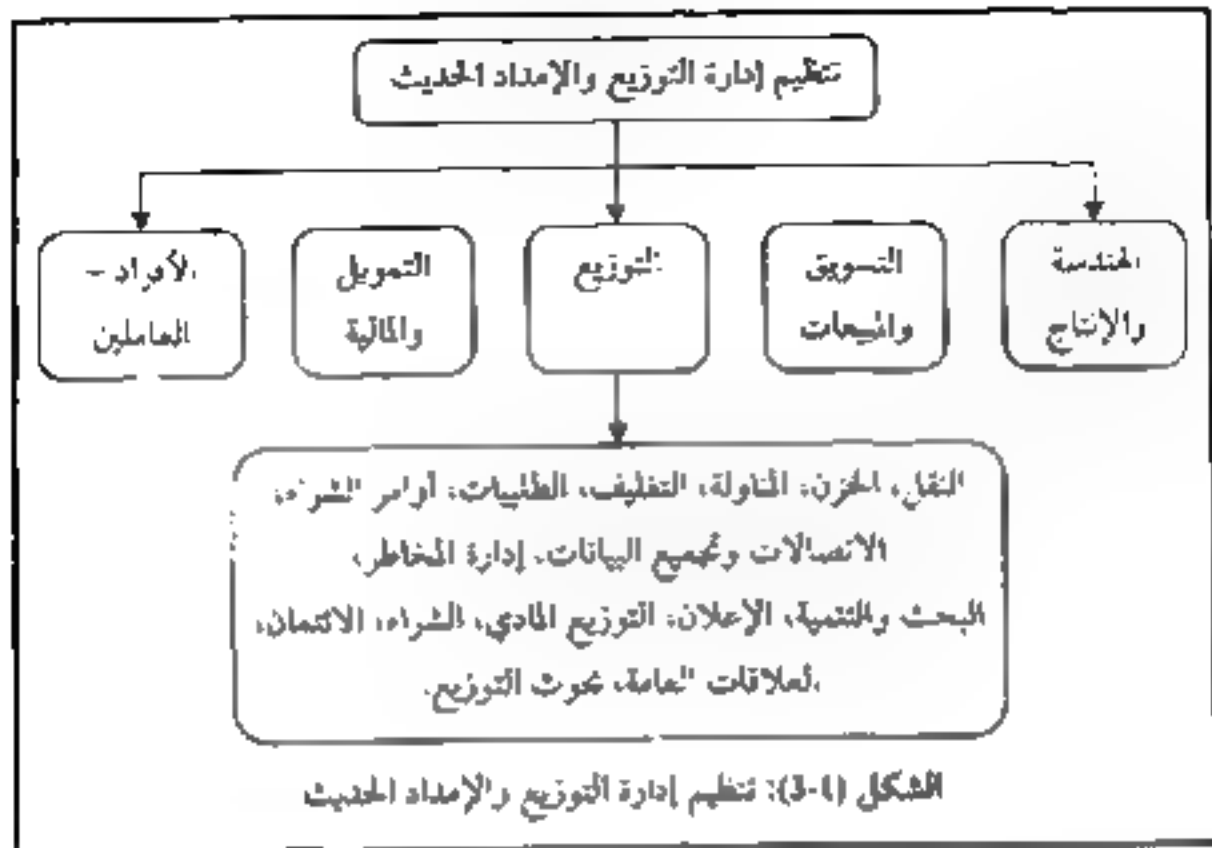 تنظيم إدارة التوزيع والإمداد الحديث
الهندسة
والإنتاج
التسويق
والمبيعات
التوزيع
التمويل
والمالية
الأفراد –
العاملين
النقل، الخزن، المناولة، التغليف، الطلبيات، أوامر الشراء،
الاتصالات وتجميع البيانات، إدارة المخاطر،
البحث والتنمية، الإعلان، التوزيع المادي، الشراء، الائتمان،
العلاقات العامة، بحوث التوزيع.
الشكل (3-4): تنظيم إدارة التوزيع والإمداد الحديث